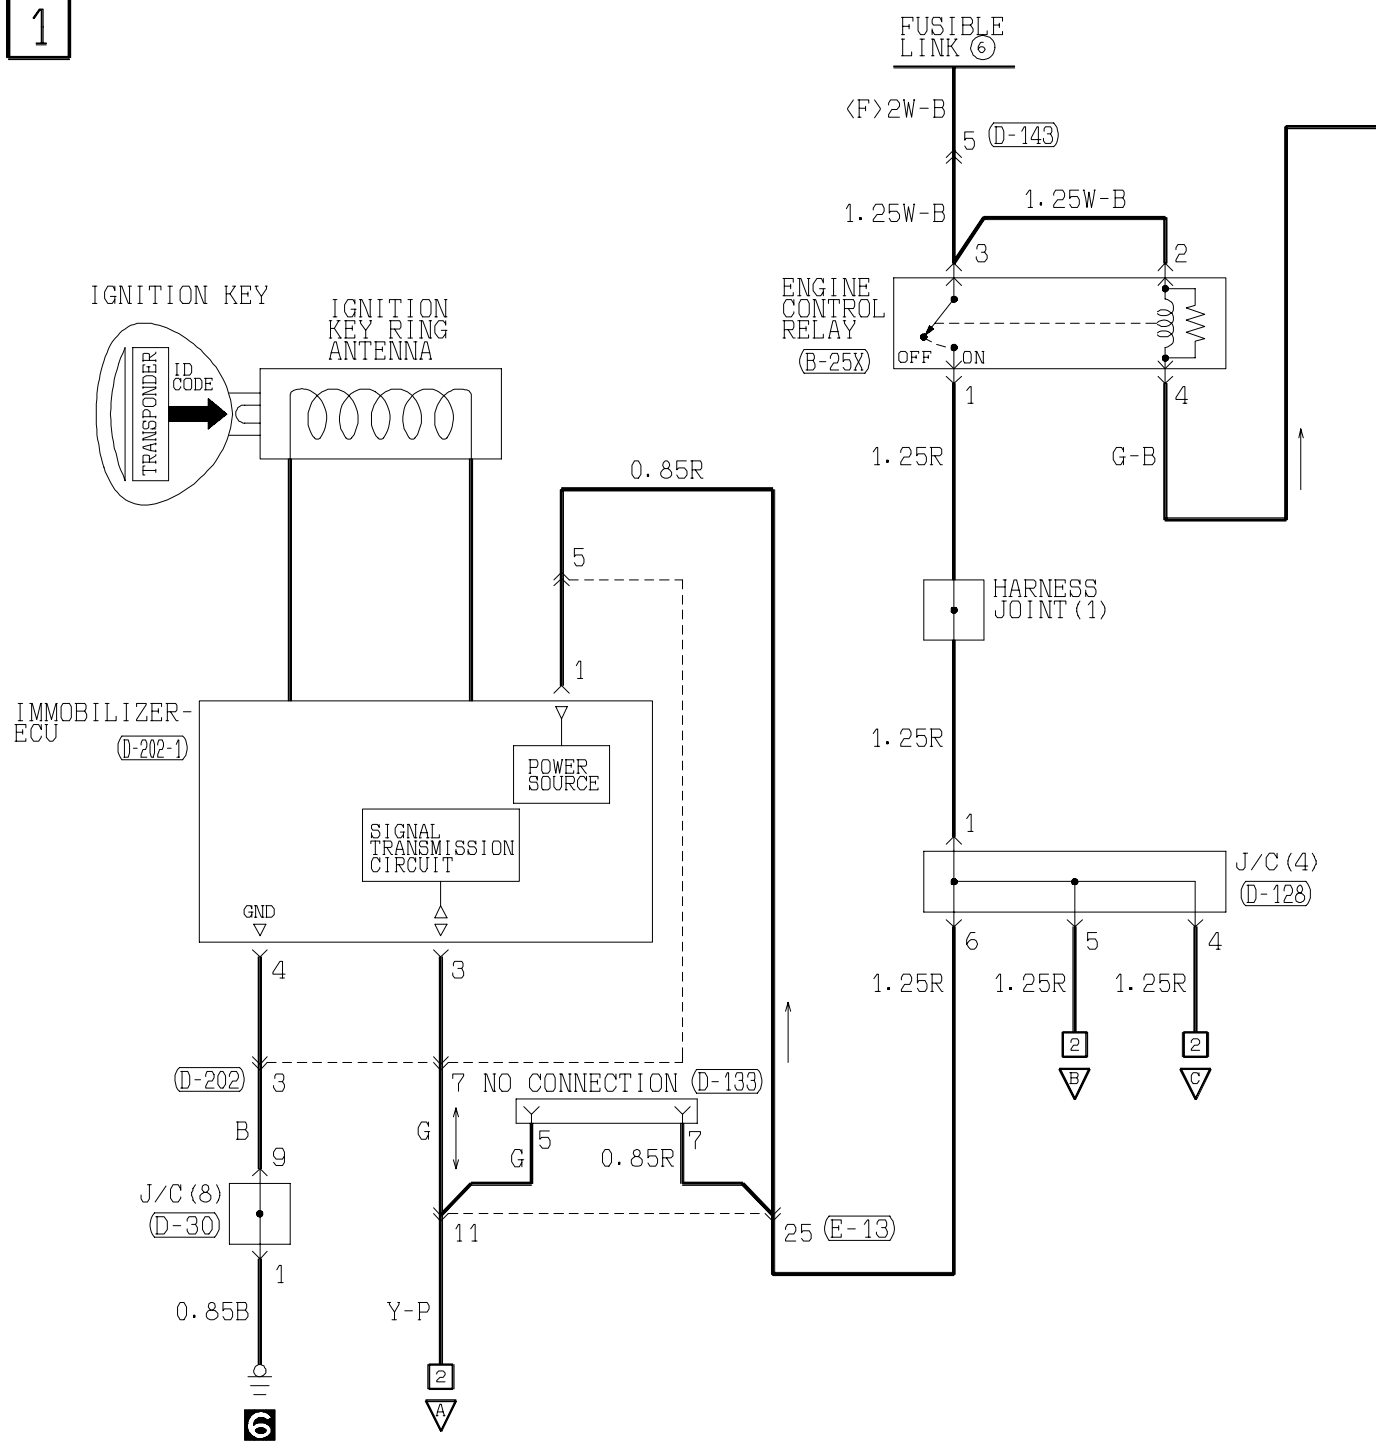 1
FUSIBLE
LINK 6
<F>2W-B
5 (D-143)
1.25W-B
1.25W-B
3
2
ENGINE
CONTROL
RELAY
(B-25X)
OFF
ON
1
4
1.25R
G-B
IGNITION KEY
IGNITION
KEY RING
ANTENNA
TRANSPONDER
ID
CODE
0.85R
5
1
HARNESS
JOINT(1)
IMMOBILIZER-
ECU
(D-202-1)
POWER
SOURCE
SIGNAL
TRANSMISSION
CIRCUIT
GND
1.25R
1
J/C(4)
(D-128)
4
3
6
5
4
1.25R
1.25R
1.25R
2
2
B
C
(D-202)
3
7
NO CONNECTION (D-133)
B
G
5
7
G
0.85R
9
J/C(8)
(D-30)
11
25 (E-13)
1
0.85B
Y-P
2
A
6